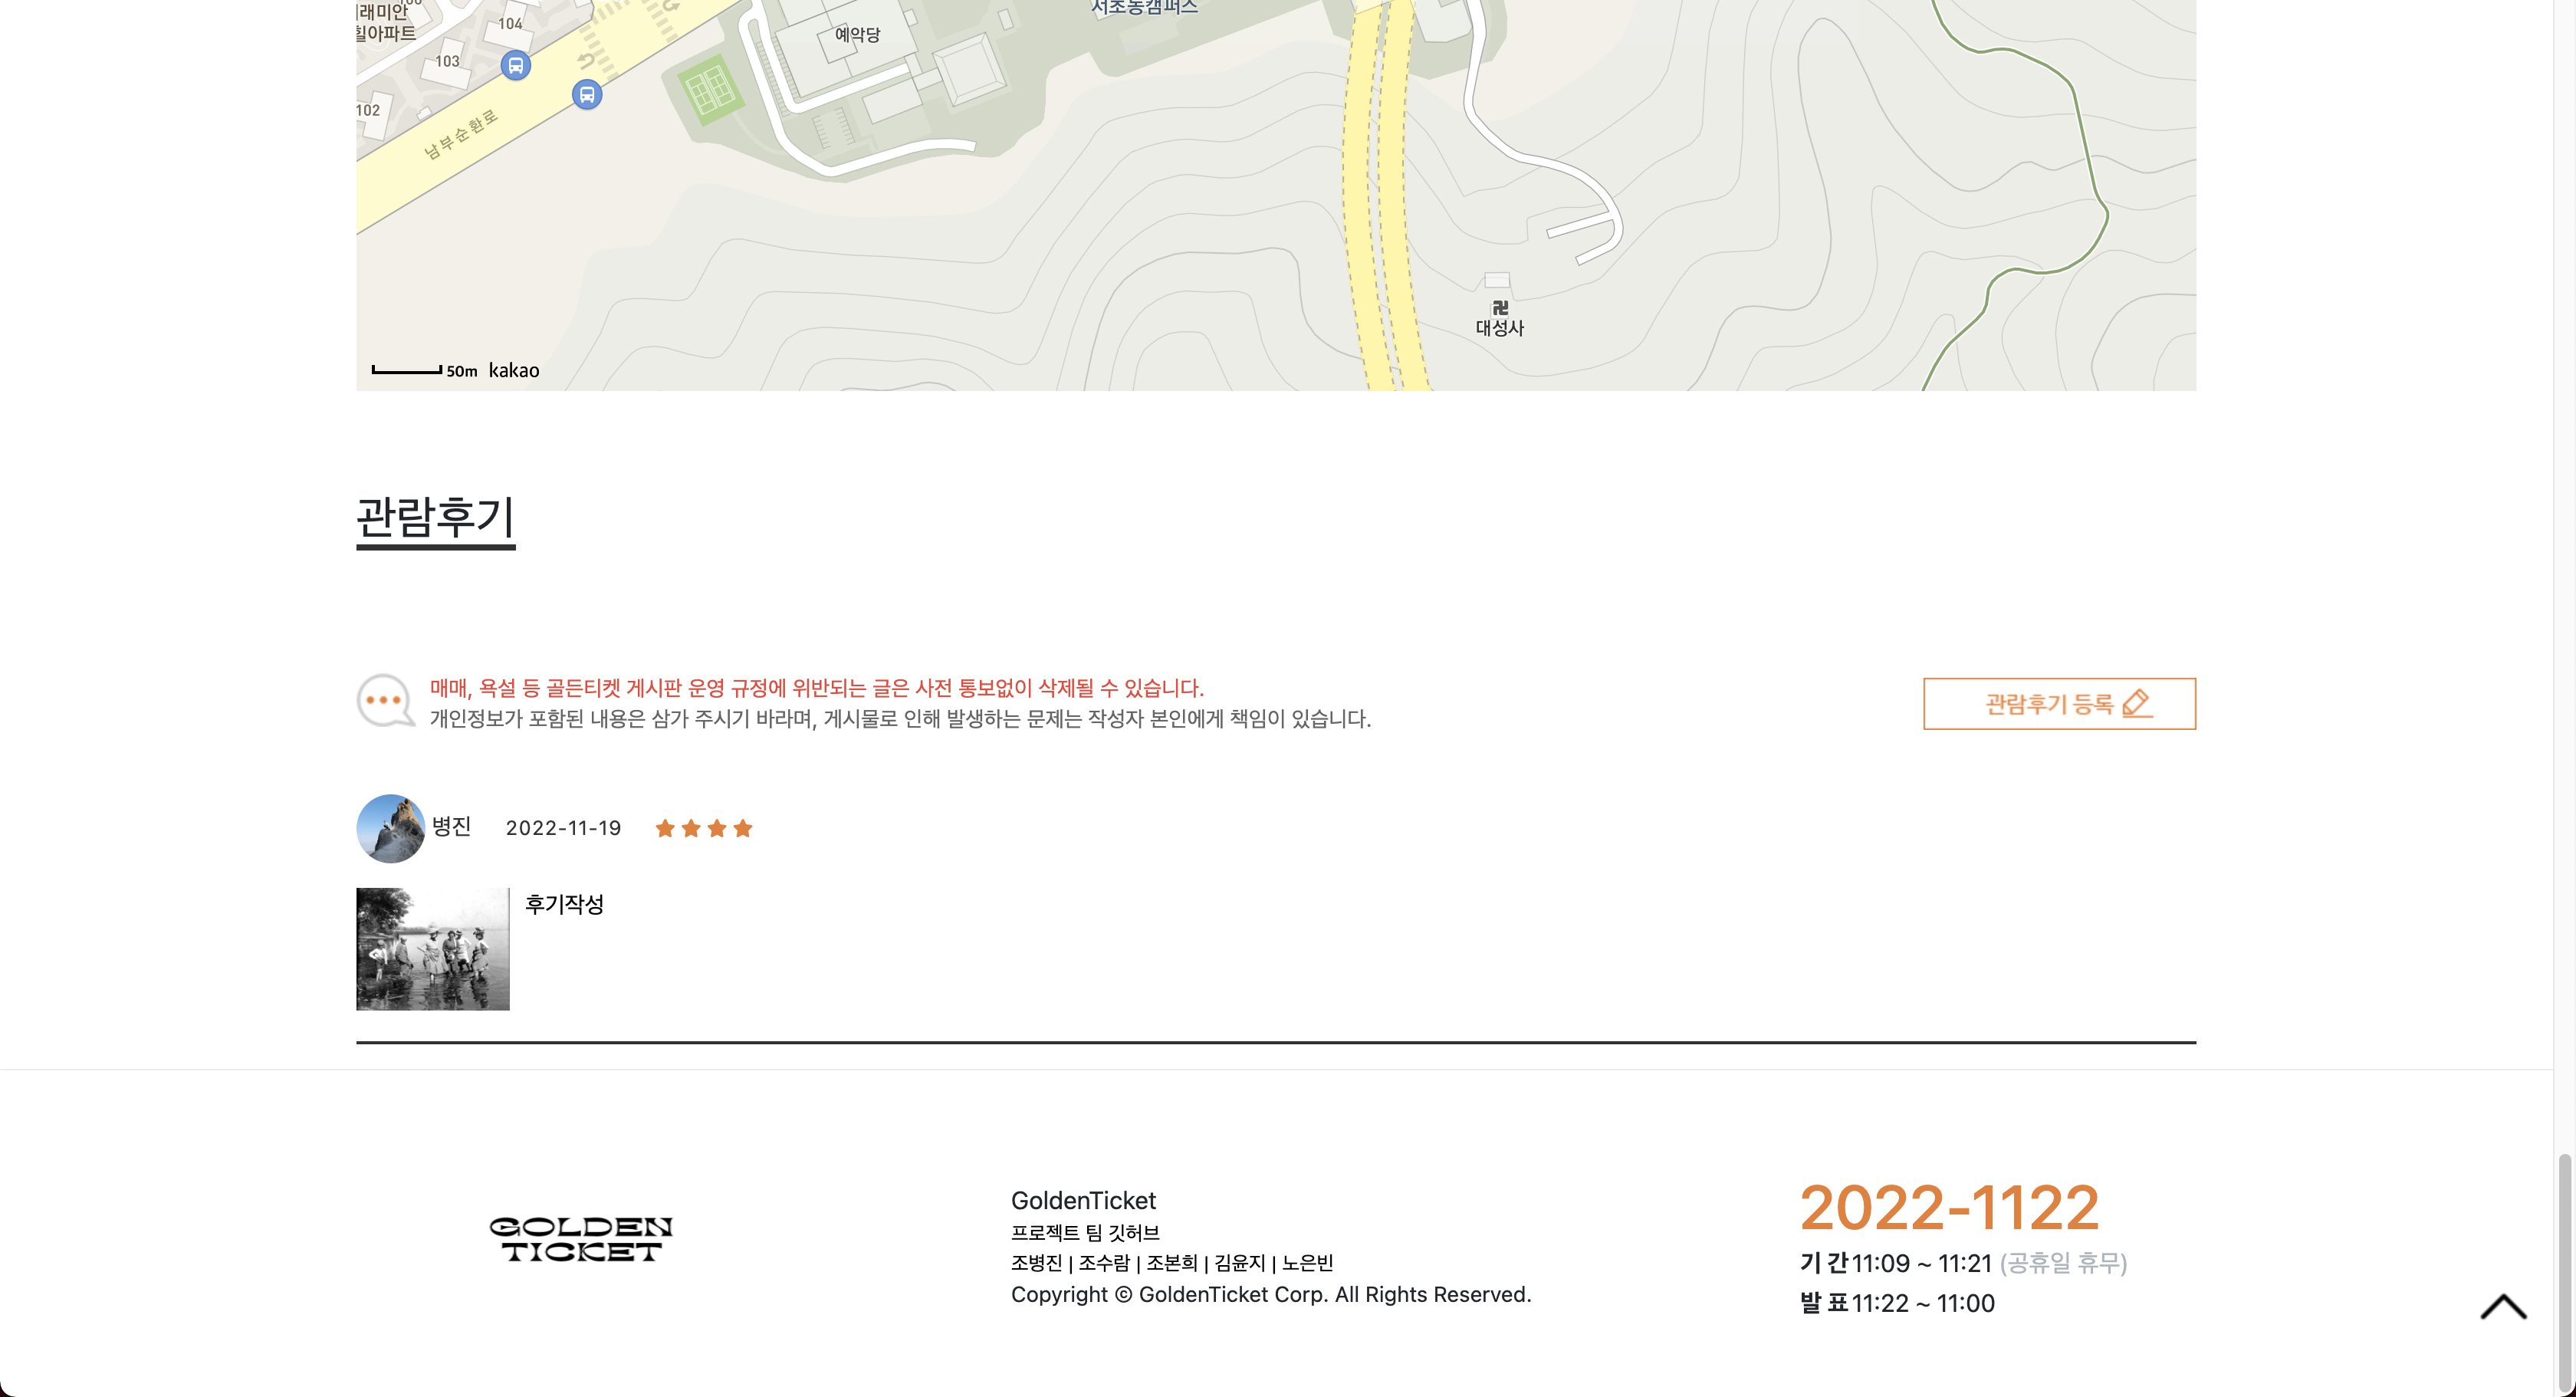 래미안
힐아파트
104
103
102
예악당
서초동캠퍼스
남부순환로
대성사
50m kakao
관람후기
매매, 욕설 등 골든티켓 게시판 운영 규정에 위반되는 글은 사전 통보없이 삭제될 수 있습니다.
개인정보가 포함된 내용은 삼가 주시기 바라며, 게시물로 인해 발생하는 문제는 작성자 본인에게 책임이 있습니다.
관람후기 등록
병진 2022-11-19
후기작성
GOLDEN
TICKET
GoldenTicket
프로젝트 팀 깃허브
조병진 | 조수람 | 조본희 | 김윤지 | 노은빈
Copyright ⓒ GoldenTicket Corp. All Rights Reserved.
2022-1122
기 간 11:09 ~ 11:21 (공휴일 휴무)
발 표 11:22 ~ 11:00